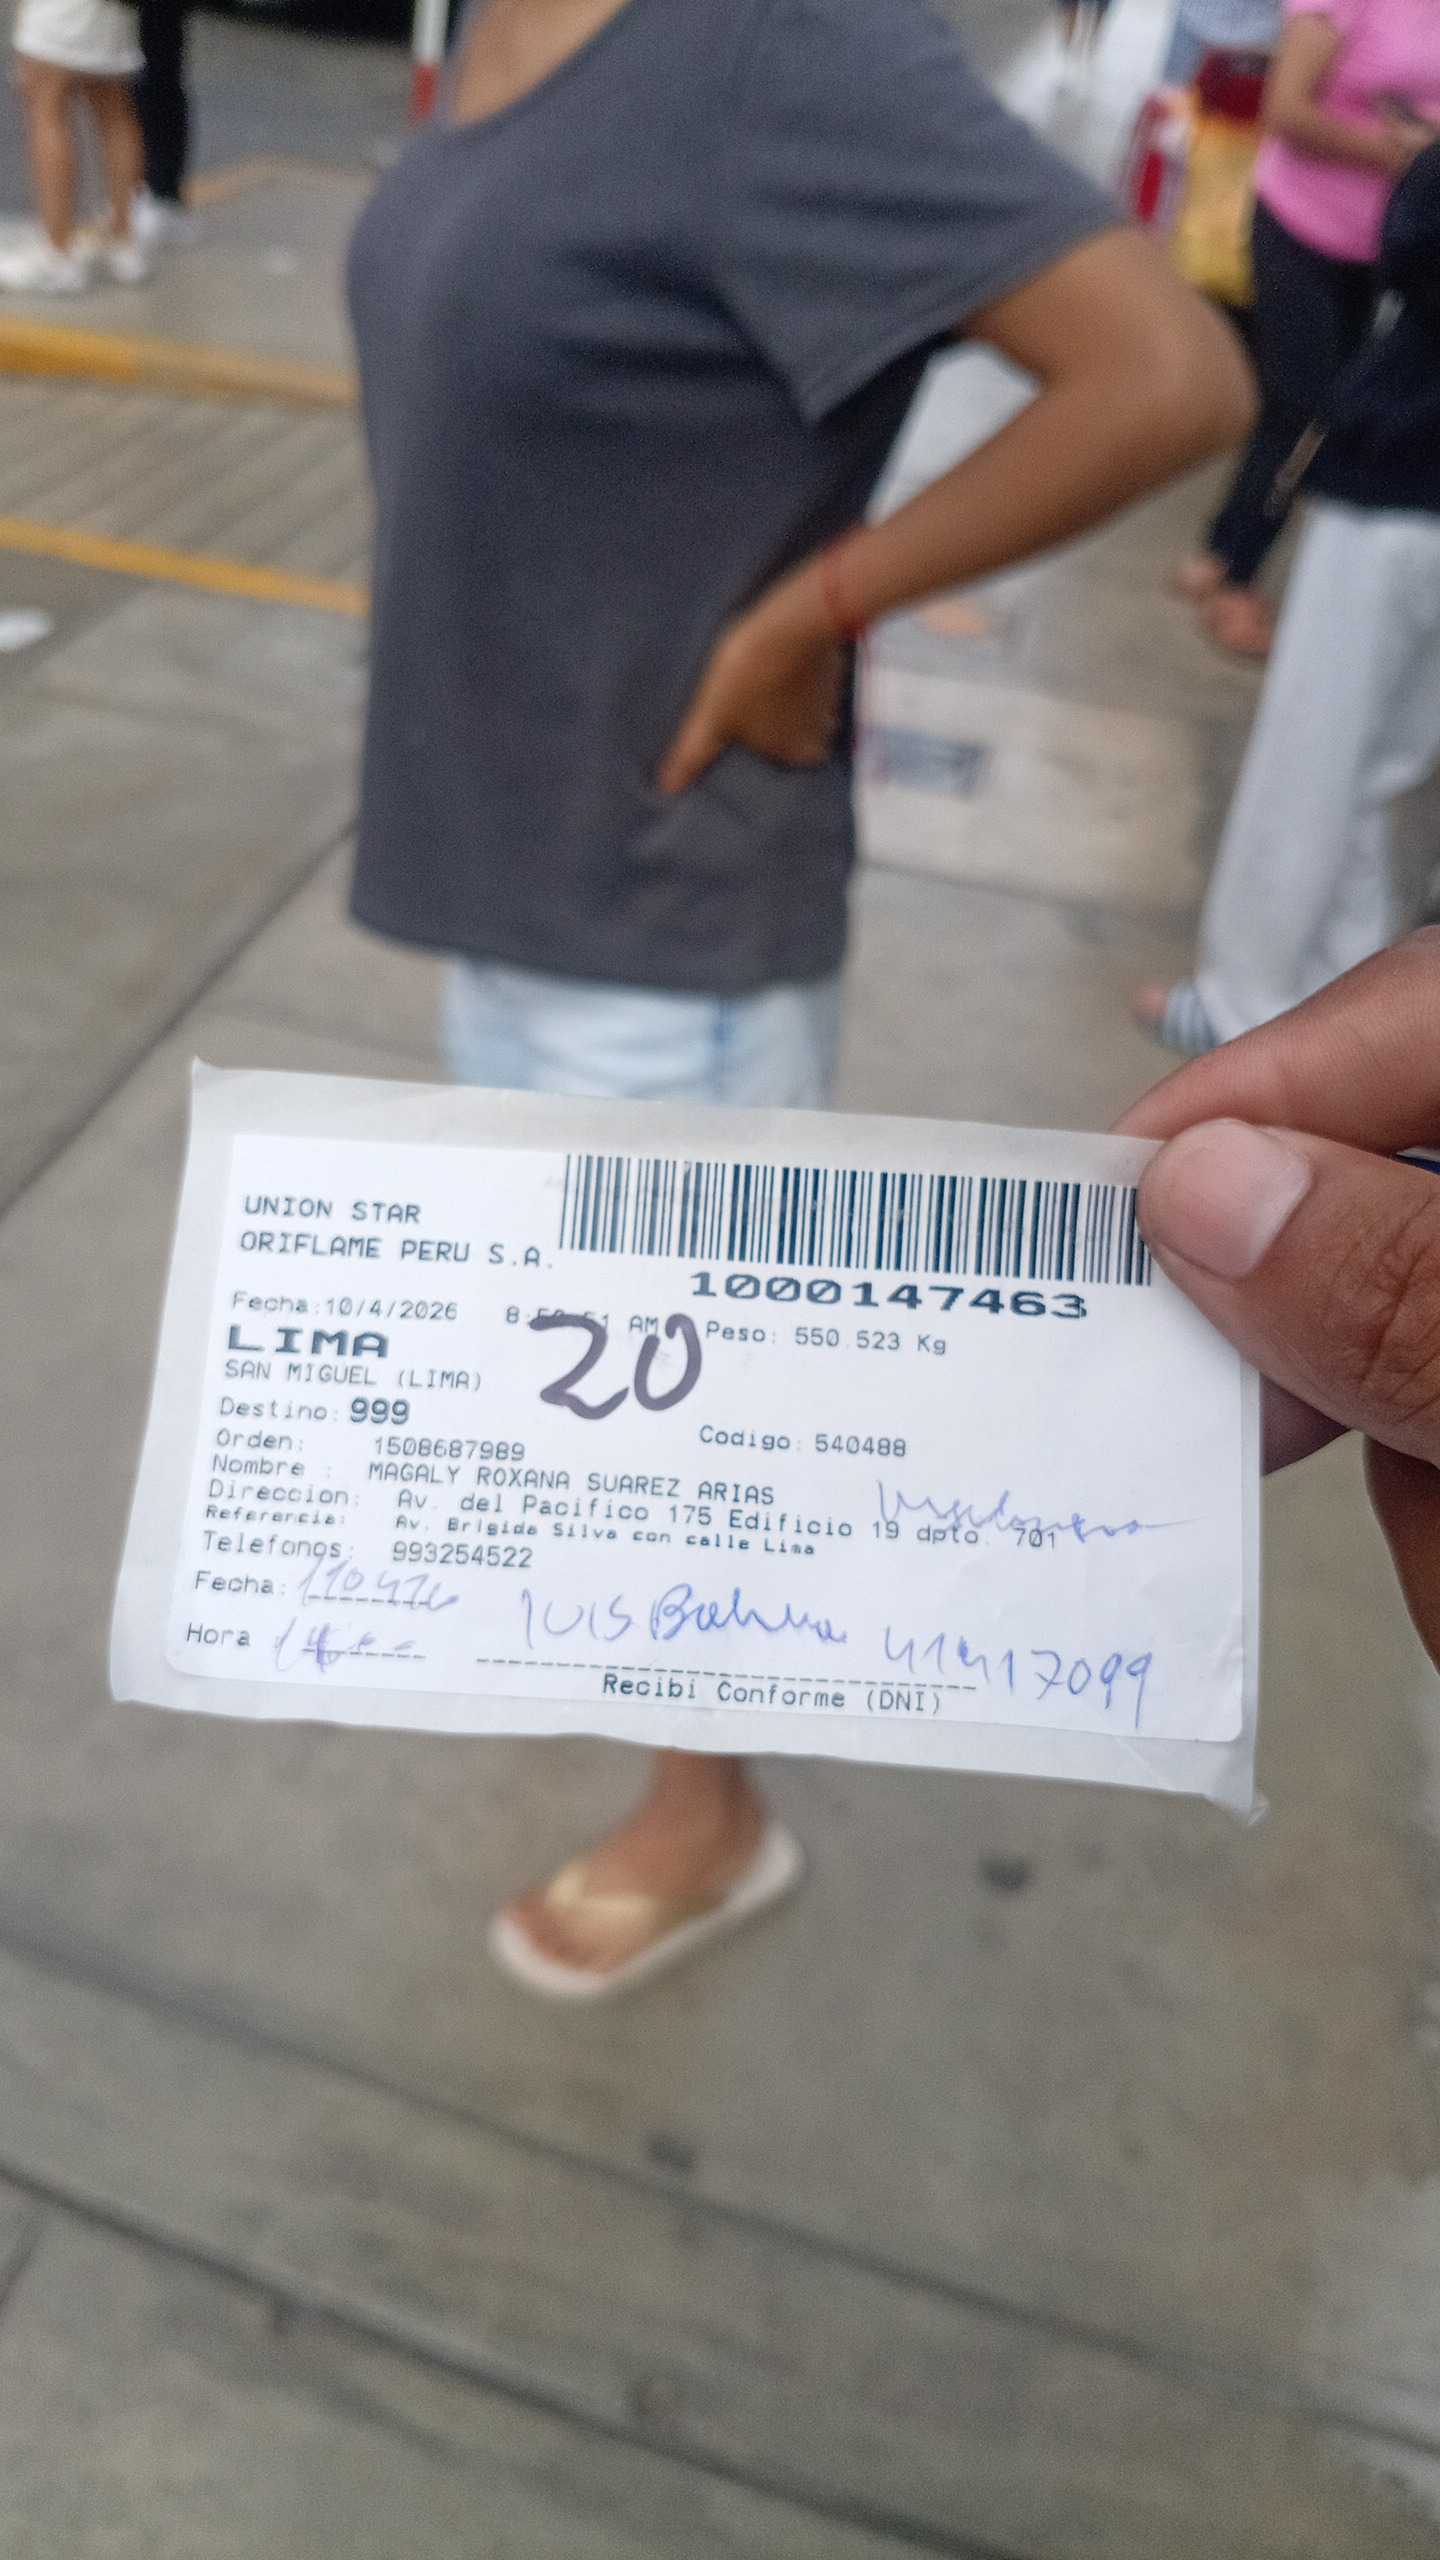 UNION STAR
ORIFLAME PERU S.A.
1000147463
Fecha:10/4/2026 AM Peso: 550.523 Kg
20
LIMA
SAN MIGUEL (LIMA)
Destino: 999
Codigo: 540488
Orden: 1508687989
Nombre : MAGALY ROXANA SUAREZ ARIAS
Direccion: Av. del Pacifico 175 Edificio 19 dpto. 701
Referencia: Av. Brigida Silva con calle Lima
Telefonos: 993254522
Fecha:
Hora
LUIS 41417099
Recibi Conforme (DNI)